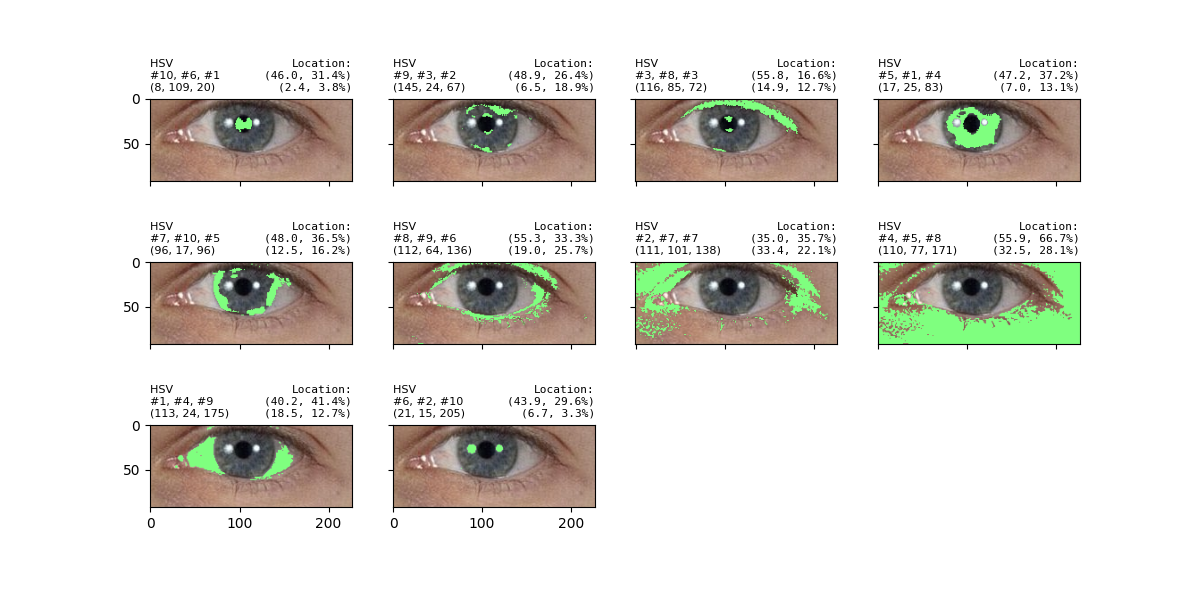 HSV Location:
#10, #6, #1 (46.0, 31.4%)
(8, 109, 20) (2.4, 3.8%)
HSV Location:
#9, #3, #2 (48.9, 26.4%)
(145, 24, 67) (6.5, 18.9%)
HSV Location:
#3, #8, #3 (55.8, 16.6%)
(116, 85, 72) (14.9, 12.7%)
HSV Location:
#5, #1, #4 (47.2, 37.2%)
(17, 25, 83) (7.0, 13.1%)
0
50
HSV Location:
#7, #10, #5 (48.0, 36.5%)
(96, 17, 96) (12.5, 16.2%)
HSV Location:
#8, #9, #6 (55.3, 33.3%)
(112, 64, 136) (19.0, 25.7%)
HSV Location:
#2, #7, #7 (35.0, 35.7%)
(111, 101, 138) (33.4, 22.1%)
HSV Location:
#4, #5, #8 (55.9, 66.7%)
(110, 77, 171) (32.5, 28.1%)
0
50
HSV Location:
#1, #4, #9 (40.2, 41.4%)
(113, 24, 175) (18.5, 12.7%)
HSV Location:
#6, #2, #10 (43.9, 29.6%)
(21, 15, 205) (6.7, 3.3%)
0
50
0 100 200
0 100 200